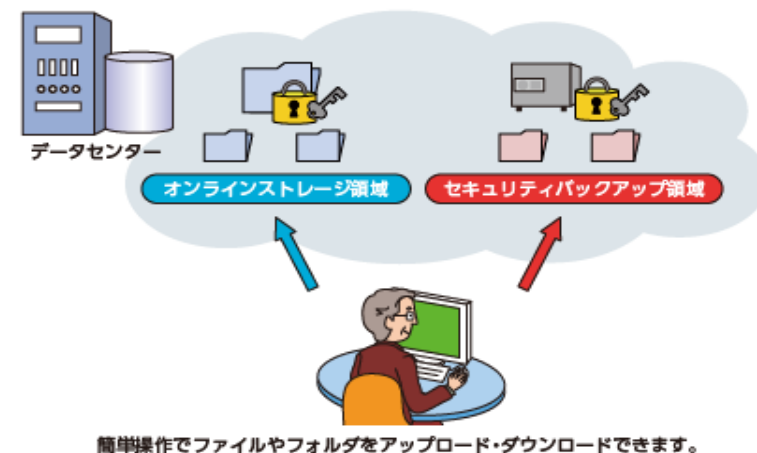 データセンター
オンラインストレージ領域
セキュリティバックアップ領域
簡単操作でファイルやフォルダをアップロード・ダウンロードできます。